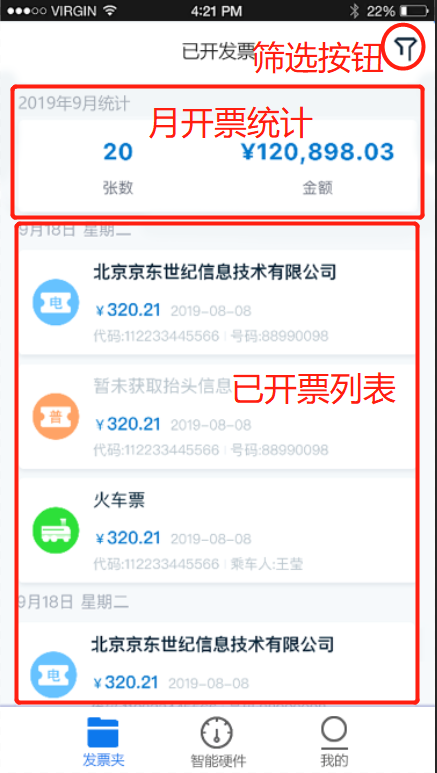 VIRGIN 4:21 PM 22%
已开发票
筛选按钮
2019年9月统计
月开票统计
20 ¥120,898.03
张数 金额
9月18日 星期二
电
北京京东世纪信息技术有限公司
¥320.21 2019-08-08
代码:112233445566 号码:88990098
普
暂未获取抬头信息
已开票列表
¥320.21 2019-08-08
代码:112233445566 号码:88990098
火车票
¥320.21 2019-08-08
代码:112233445566 乘车人:王莹
9月18日 星期二
电
北京京东世纪信息技术有限公司
¥320.21 2019-08-08
发票夹 智能硬件 我的